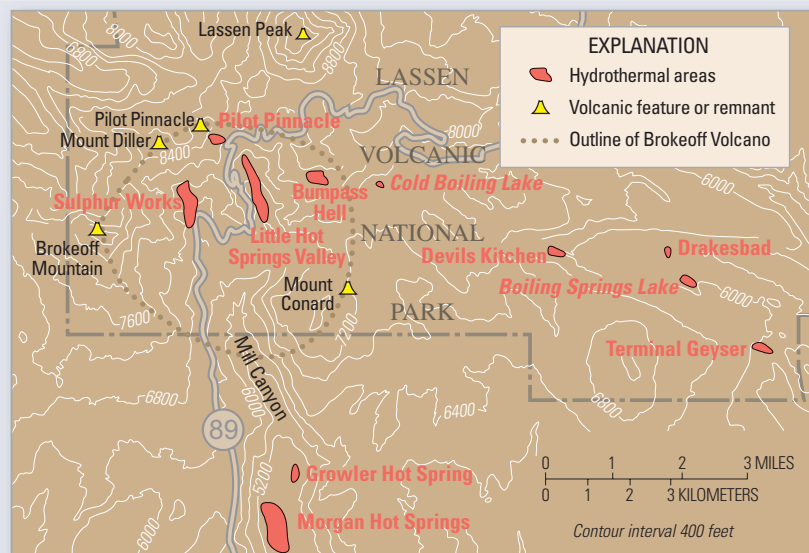 Lassen Peak
6800
8000
8800
LASSEN
EXPLANATION
Hydrothermal areas
Volcanic feature or remnant
Outline of Brokeoff Volcano
Pilot Pinnacle
Pilot Pinnacle
Mount Diller
8400
8000
VOLCANIC
Cold Boiling Lake
Bumpass
Hell
Sulphur Works
Little Hot
Springs Valley
NATIONAL
Brokeoff
Mountain
Devils Kitchen
Drakesbad
Boiling Springs Lake
6000
Mount
Conard
PARK
7600
7200
Terminal Geyser
Mill Canyon
6000
6800
6400
6800
89
5200
Growler Hot Spring
Morgan Hot Springs
6000
0 1 2 3 MILES
0 1 2 3 KILOMETERS
Contour interval 400 feet